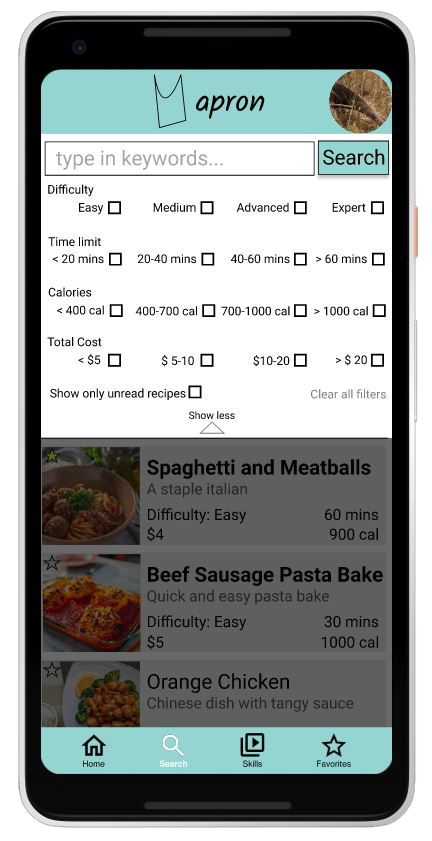 apron
type in keywords...
Search
Difficulty
Easy Medium Advanced Expert
Time limit
< 20 mins 20-40 mins 40-60 mins > 60 mins
Calories
< 400 cal 400-700 cal 700-1000 cal > 1000 cal
Total Cost
< $5 $ 5-10 $10-20 > $ 20
Show only unread recipes Clear all filters
Show less
Spaghetti and Meatballs
A staple italian
Difficulty: Easy 60 mins
$4 900 cal
Beef Sausage Pasta Bake
Quick and easy pasta bake
Difficulty: Easy 30 mins
$5 1000 cal
Orange Chicken
Chinese dish with tangy sauce
Home Search Skills Favorites